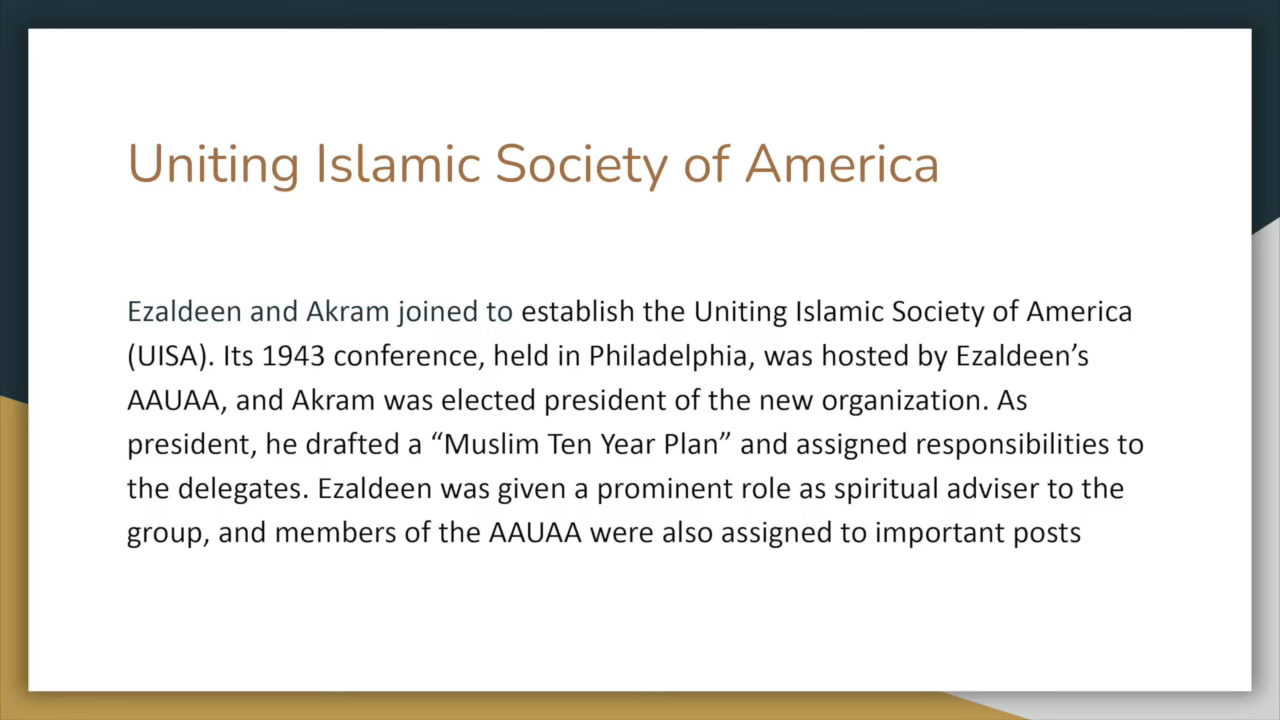 Uniting Islamic Society of America
Ezaldeen and Akram joined to establish the Uniting Islamic Society of America
(UISA). Its 1943 conference, held in Philadelphia, was hosted by Ezaldeen’s
AAUAA, and Akram was elected president of the new organization. As
president, he drafted a “Muslim Ten Year Plan” and assigned responsibilities to
the delegates. Ezaldeen was given a prominent role as spiritual adviser to the
group, and members of the AAUAA were also assigned to important posts